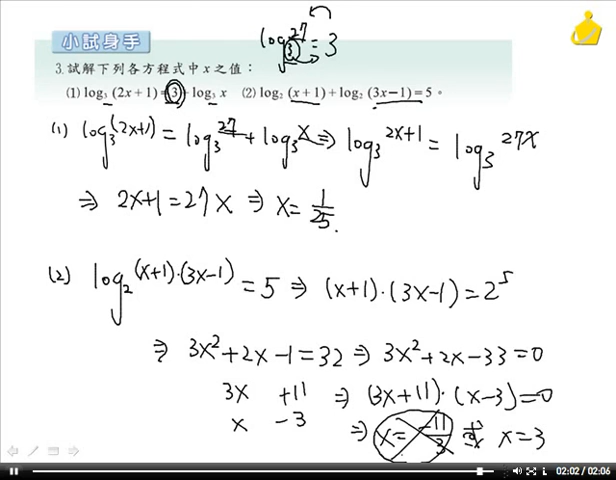 log₃27 = 3
小試身手
3. 試解下列各方程式中 x 之值：
(1) log₃ (2x+1) = 3 + log₃ x (2) log₂ (x+1) + log₂ (3x−1) = 5。
(1) log₃(2x+1) = log₃27 + log₃x ⇒ log₃2x+1 = log₃27x
⇒ 2x+1 = 27x ⇒ x = 1/25.
(2) log₂(x+1)·(3x−1) = 5 ⇒ (x+1)·(3x−1) = 2⁵
⇒ 3x²+2x−1 = 32 ⇒ 3x²+2x−33 = 0
3x +11 ⇒ (3x+11)·(x−3) = 0
x −3 ⇒ x = −11/3 或 x = 3
02:02 / 02:06